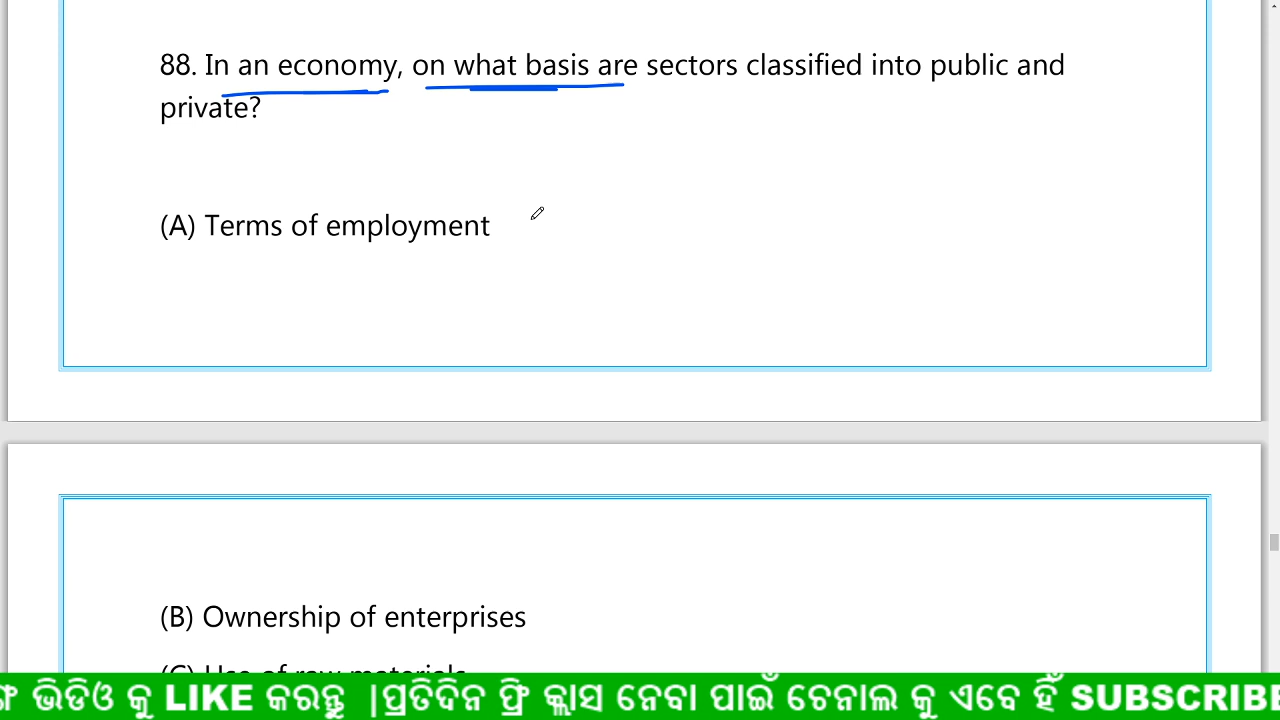 88. In an economy, on what basis are sectors classified into public and
private?
(A) Terms of employment
(B) Ownership of enterprises
(C) Use of raw materials
ଭିଡିଓ କୁ LIKE କରନ୍ତୁ |ପ୍ରତିଦିନ ଫ୍ରି କ୍ଲାସ ନେବା ପାଇଁ ଚେନାଲ କୁ ଏବେ ହିଁ SUBSCRIBE